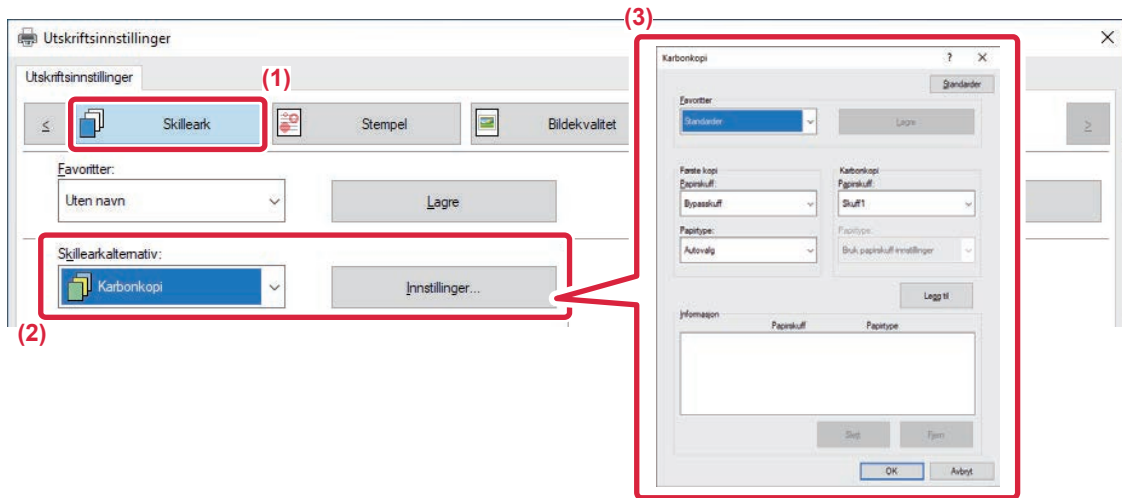 (3)
Utskriftsinnstillinger
Utskriftsinnstillinger
(1)
< Skilleark Stempel Bildekvalitet >
Favoritter:
Uten navn Lagre
Skillearkalternativ:
Karbonkopi Innstillinger...
(2)
Karbonkopi ?
Standarder
Favoritter
Standarder Lagre
Første kopi Karbonkopi
Papirskuff: Papirskuff:
Bypasskuff Skuff1
Papirtype: Papirtype:
Autovalg Bruk papirskuff innstillinger
Legg til
Informasjon
Papirskuff Papirtype
Slett Fjern
OK Avbryt